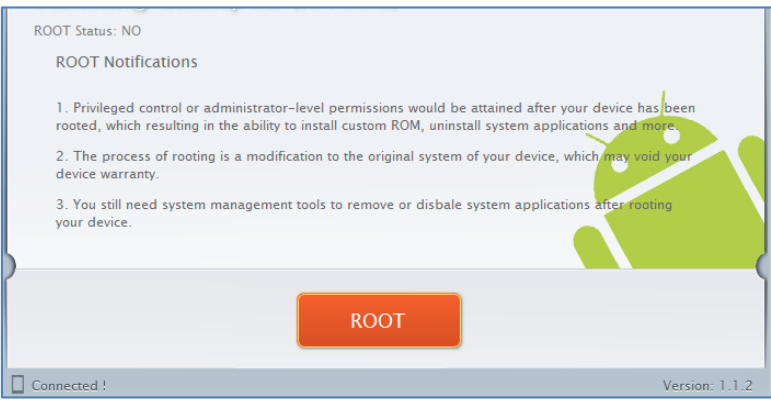 ROOT Status: NO
ROOT Notifications
1. Privileged control or administrator-level permissions would be attained after your device has been
rooted, which resulting in the ability to install custom ROM, uninstall system applications and more.
2. The process of rooting is a modification to the original system of your device, which may void your
device warranty.
3. You still need system management tools to remove or disbale system applications after rooting
your device.
ROOT
Connected !
Version: 1.1.2